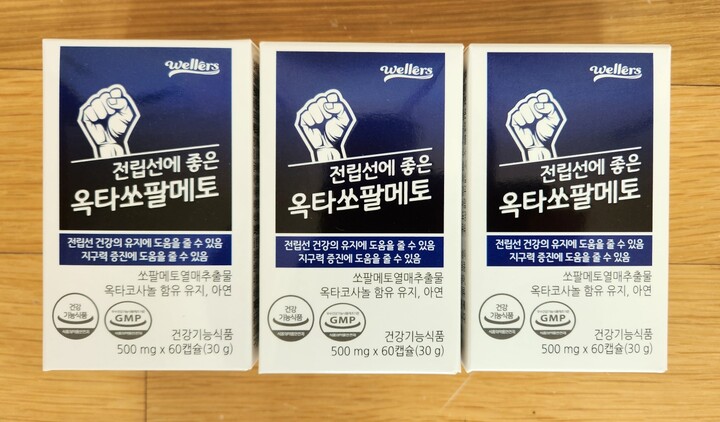 wellers
전립선에 좋은
옥타쏘팔메토
전립선 건강의 유지에 도움을 줄 수 있음
지구력 증진에 도움을 줄 수 있음
쏘팔메토열매추출물
옥타코사놀 함유 유지, 아연
건강
기능식품
GMP
건강기능식품
500 mg x 60캡슐(30 g)
wellers
전립선에 좋은
옥타쏘팔메토
전립선 건강의 유지에 도움을 줄 수 있음
지구력 증진에 도움을 줄 수 있음
쏘팔메토열매추출물
옥타코사놀 함유 유지, 아연
건강
기능식품
GMP
건강기능식품
500 mg x 60캡슐(30 g)
wellers
전립선에 좋은
옥타쏘팔메토
전립선 건강의 유지에 도움을 줄 수 있음
지구력 증진에 도움을 줄 수 있음
쏘팔메토열매추출물
옥타코사놀 함유 유지, 아연
건강
기능식품
GMP
건강기능식품
500 mg x 60캡슐(30 g)